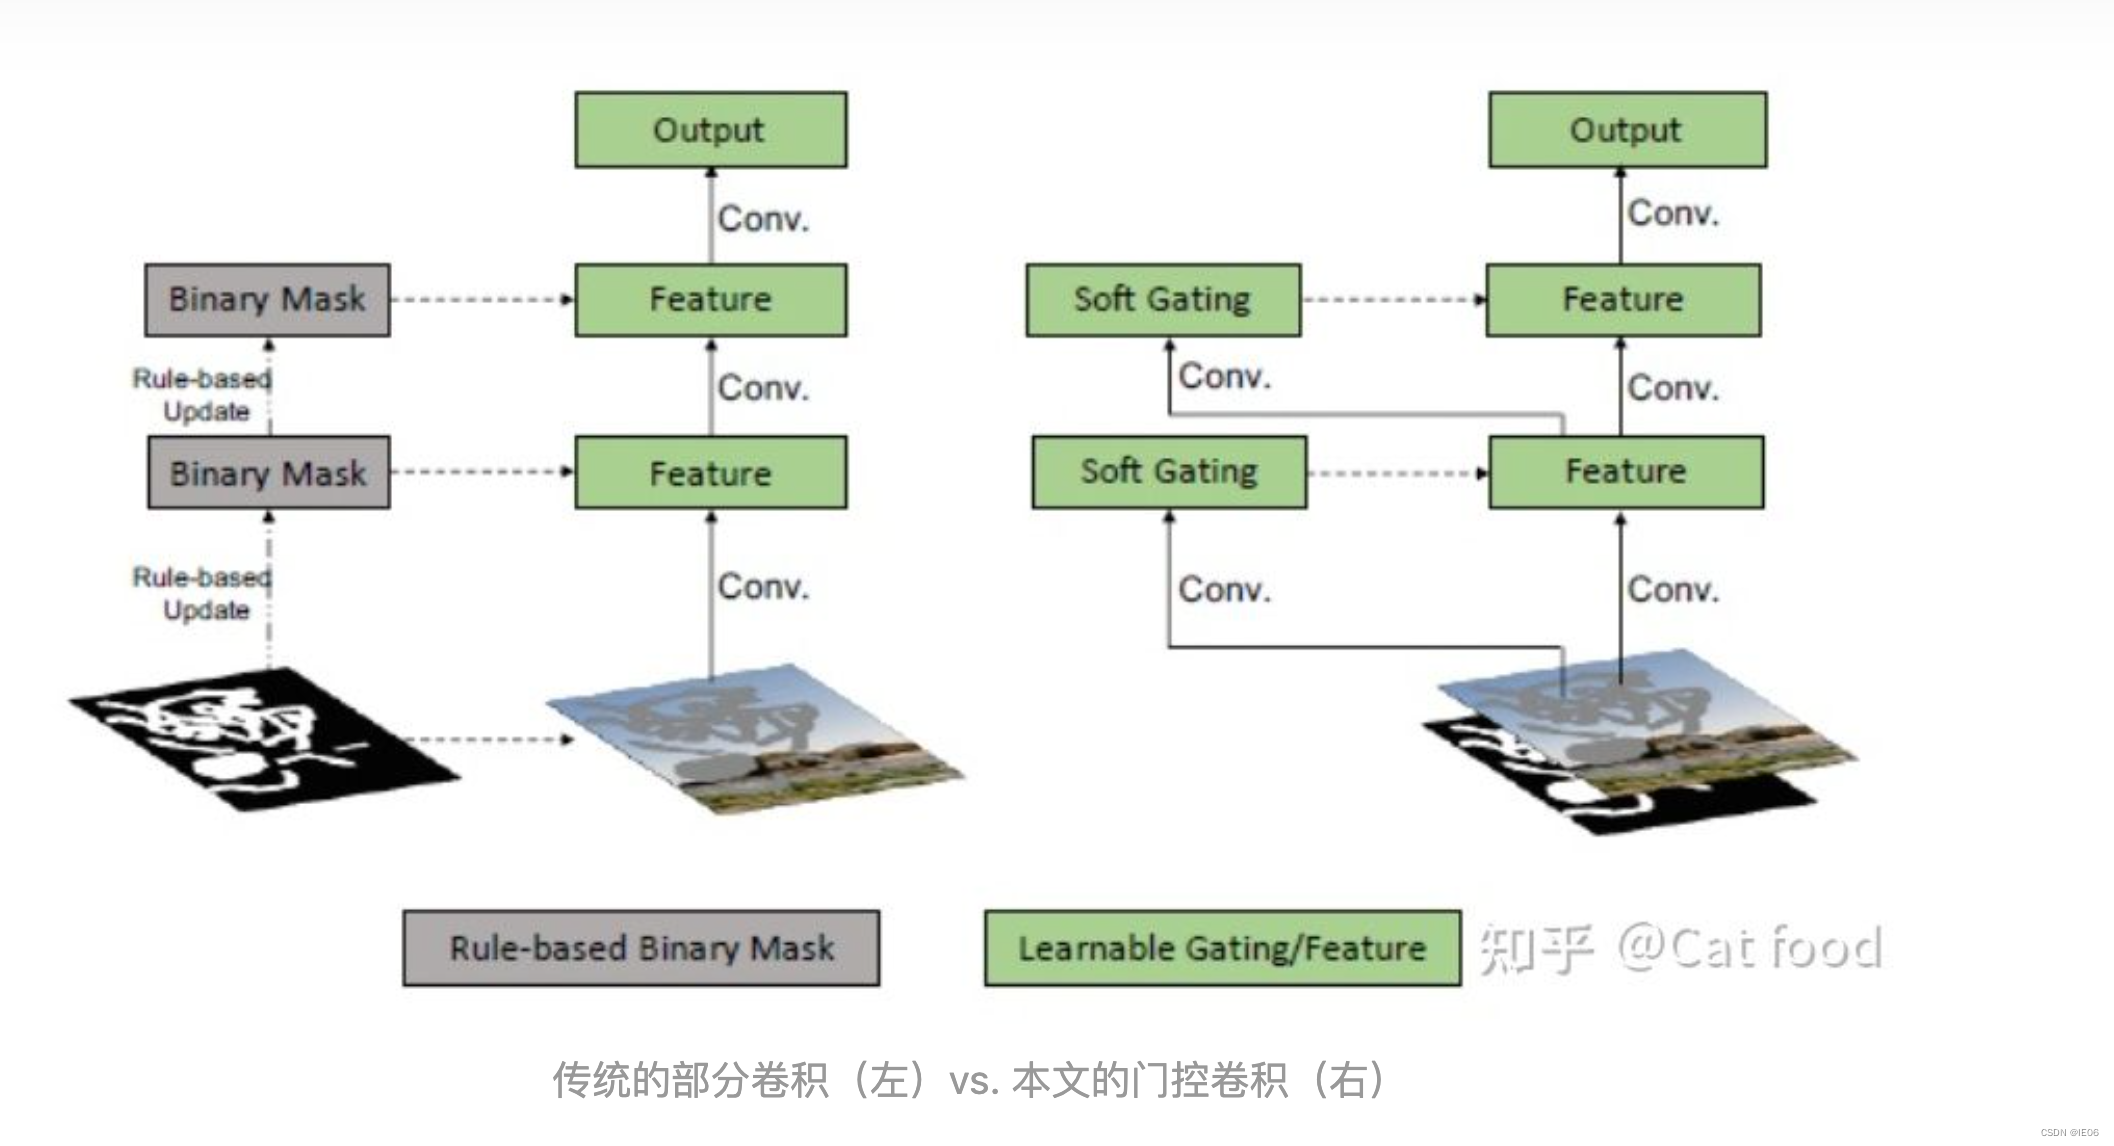 Output
Output
Conv.
Conv.
Binary Mask
Feature
Soft Gating
Feature
Rule-based
Update
Conv.
Conv.
Conv.
Binary Mask
Feature
Soft Gating
Feature
Rule-based
Update
Conv.
Conv.
Conv.
Rule-based Binary Mask
Learnable Gating/Feature
知乎 @Cat food
传统的部分卷积（左）vs. 本文的门控卷积（右）
CSDN @IE06